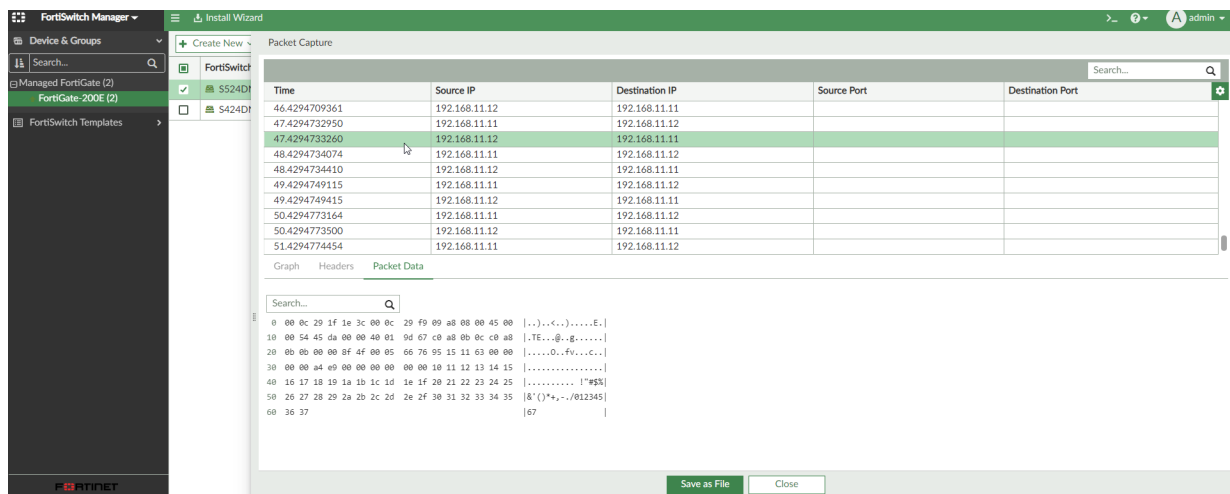 FortiSwitch Manager Install Wizard >_ ? A admin
Device & Groups + Create New Packet Capture
Search... FortiSwitch Search...
Managed FortiGate (2) S524D Time Source IP Destination IP Source Port Destination Port
FortiGate-200E (2) S424D 46.4294709361 192.168.11.12 192.168.11.11
FortiSwitch Templates 47.4294732950 192.168.11.11 192.168.11.12
47.4294733260 192.168.11.12 192.168.11.11
48.4294734074 192.168.11.11 192.168.11.12
48.4294734410 192.168.11.12 192.168.11.11
49.4294749115 192.168.11.11 192.168.11.12
49.4294749415 192.168.11.12 192.168.11.11
50.4294773164 192.168.11.11 192.168.11.12
50.4294773500 192.168.11.12 192.168.11.11
51.4294774454 192.168.11.11 192.168.11.12
Graph Headers Packet Data
Search...
0 00 0c 29 1f 1e 3c 00 0c 29 f9 09 a8 08 00 45 00 |..)..<..).....E.|
10 00 54 45 da 00 00 40 01 9d 67 c0 a8 0b 0c c0 a8 |.TE...@..g......|
20 0b 0b 00 00 8f 4f 00 05 66 76 95 15 11 63 00 00 |.....O..fv...c..|
30 00 00 a4 e9 00 00 00 00 00 00 10 11 12 13 14 15 |................|
40 16 17 18 19 1a 1b 1c 1d 1e 1f 20 21 22 23 24 25 |.......... !"#$%|
50 26 27 28 29 2a 2b 2c 2d 2e 2f 30 31 32 33 34 35 |&'()*+,-./012345|
60 36 37 |67 |
FORTINET Save as File Close